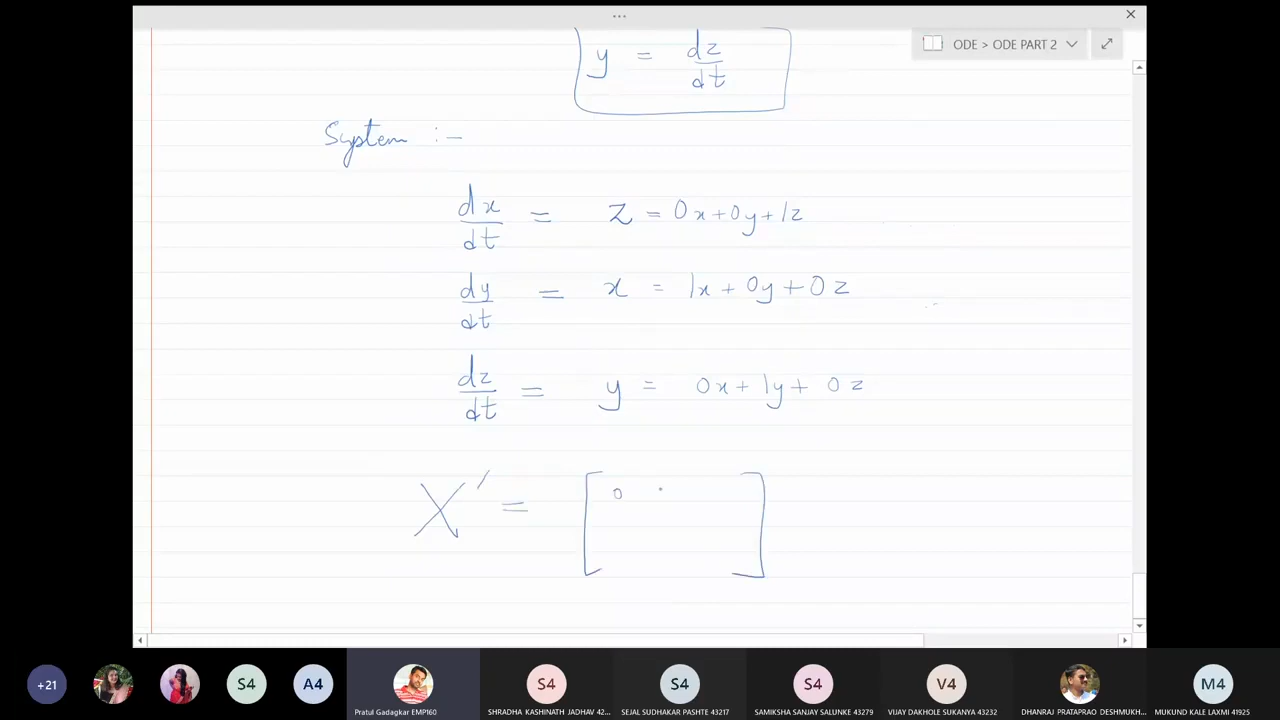 ODE > ODE PART 2
y = dz/dt
System :-
dx/dt = z = 0x+0y+1z
dy/dt = x = 1x + 0y + 0z
dz/dt = y = 0x+1y+ 0z
X' = [ 0 ]
+21
S4
A4
S4
S4
S4
V4
M4
Pratul Gadagkar EMP160
SHRADHA KASHINATH JADHAV 42...
SEJAL SUDHAKAR PASHTE 43217
SAMIKSHA SANJAY SALUNKE 43279
VIJAY DAKHOLE SUKANYA 43232
DHANRAJ PRATAPRAO DESHMUKH...
MUKUND KALE LAXMI 41925